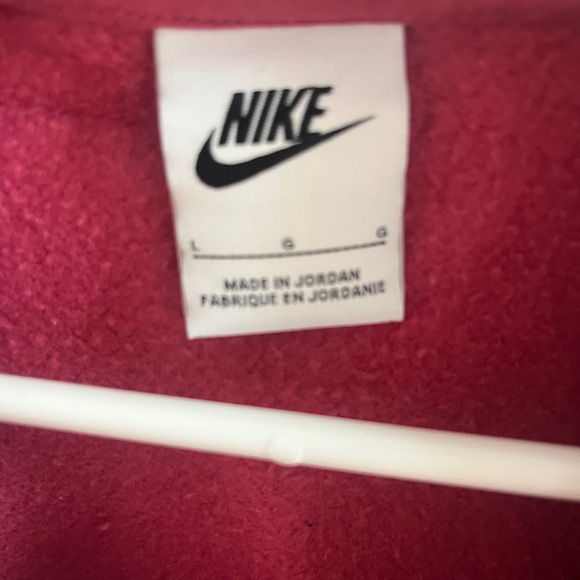 NIKE
L G G
MADE IN JORDAN
FABRIQUE EN JORDANIE